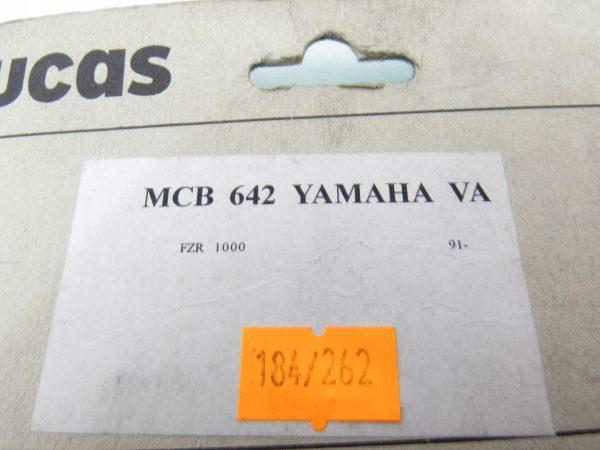 ucas
MCB 642 YAMAHA VA
FZR 1000 91-
184/262